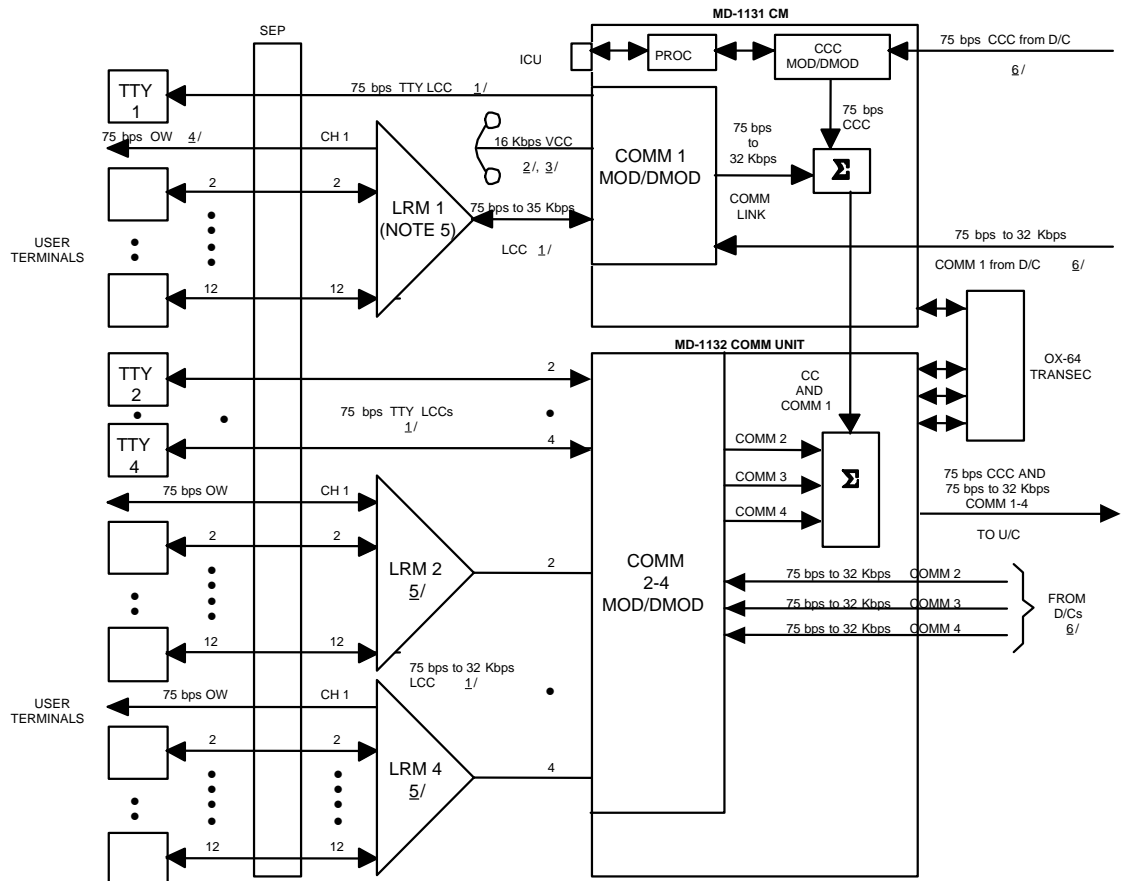 MD-1131 CM
SEP
ICU
PROC
CCC
MOD/DMOD
75 bps CCC from D/C
6/
TTY
1
75 bps TTY LCC 1/
75 bps OW 4/
CH 1
16 Kbps VCC
2/, 3/
COMM 1
MOD/DMOD
75 bps
to
32 Kbps
75 bps
CCC
Σ
COMM
LINK
2
2
LRM 1
(NOTE 5)
75 bps to 35 Kbps
LCC 1/
USER
TERMINALS
12
12
75 bps to 32 Kbps
COMM 1 from D/C 6/
MD-1132 COMM UNIT
OX-64
TRANSEC
TTY
2
2
75 bps TTY LCCs
1/
TTY
4
4
CC
AND
COMM 1
COMM 2
COMM 3
COMM 4
Σ
75 bps CCC AND
75 bps to 32 Kbps
COMM 1-4
TO U/C
75 bps OW
CH 1
2
2
LRM 2
5/
2
COMM
2-4
MOD/DMOD
75 bps to 32 Kbps COMM 2
75 bps to 32 Kbps COMM 3
75 bps to 32 Kbps COMM 4
FROM
D/Cs
6/
12
12
75 bps to 32 Kbps
LCC 1/
USER
TERMINALS
75 bps OW
CH 1
2
2
LRM 4
5/
4
12
12